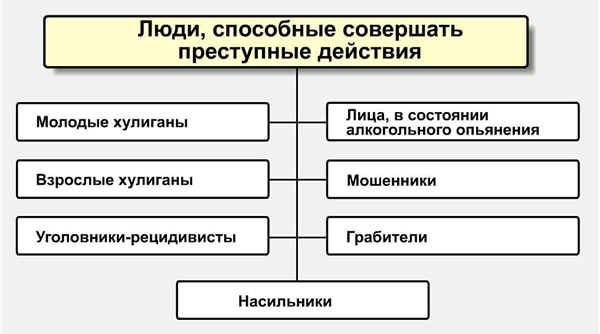 Люди, способные совершать
преступные действия
Молодые хулиганы
Лица, в состоянии
алкогольного опьянения
Взрослые хулиганы
Мошенники
Уголовники-рецидивисты
Грабители
Насильники